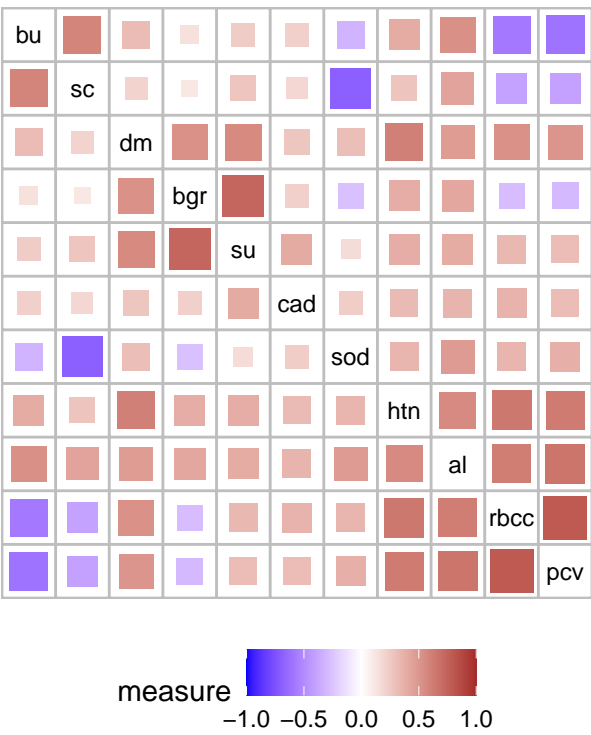 bu
sc
dm
bgr
su
cad
sod
htn
al
rbcc
pcv
measure
−1.0 −0.5 0.0 0.5 1.0